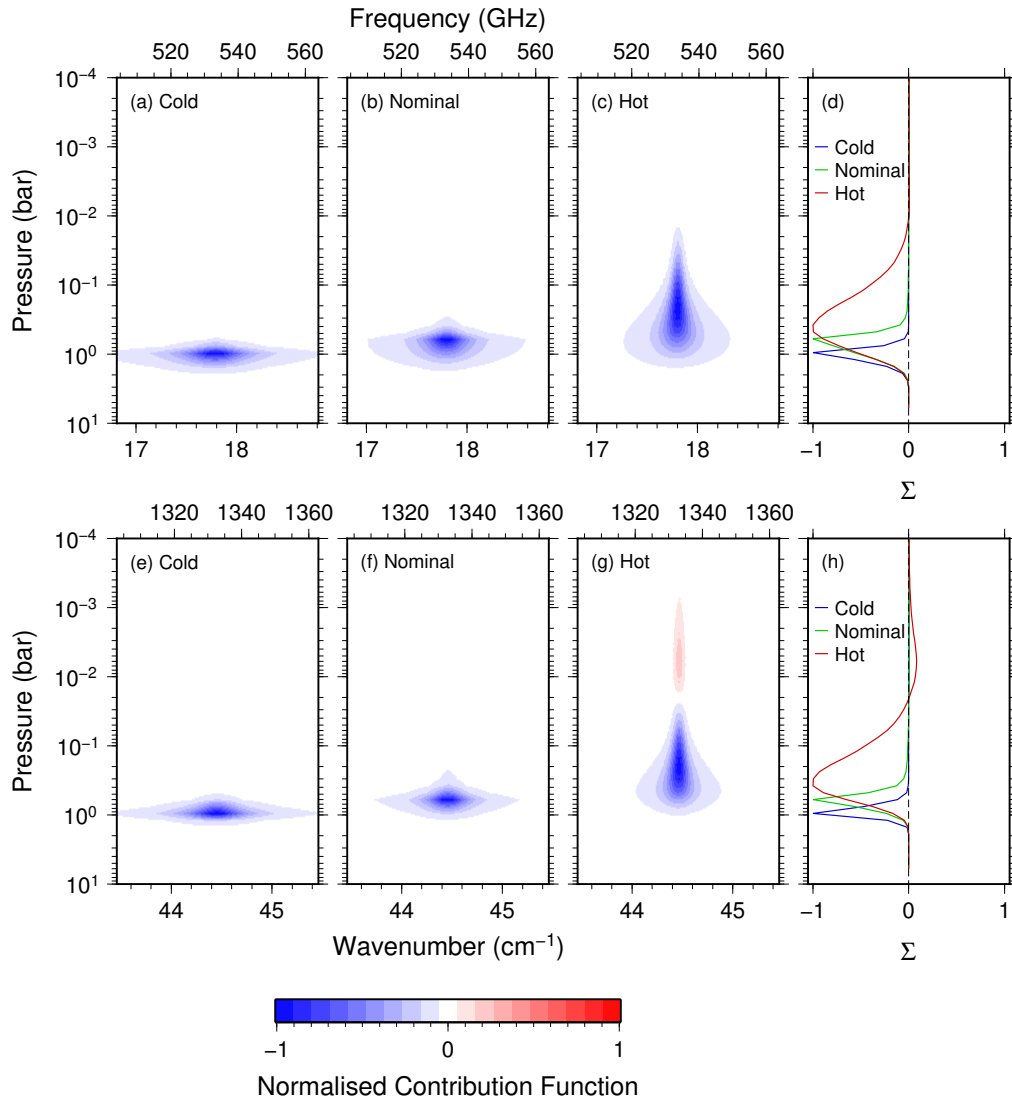 Frequency (GHz)
520 540 560 520 540 560 520 540 560
Pressure (bar)
10⁻⁴
10⁻³
10⁻²
10⁻¹
10⁰
10¹
(a) Cold
(b) Nominal
(c) Hot
(d)
Cold
Nominal
Hot
17 18 17 18 17 18 −1 0 1
Σ
1320 1340 1360 1320 1340 1360 1320 1340 1360
Pressure (bar)
10⁻⁴
10⁻³
10⁻²
10⁻¹
10⁰
10¹
(e) Cold
(f) Nominal
(g) Hot
(h)
Cold
Nominal
Hot
44 45 44 45 44 45 −1 0 1
Wavenumber (cm⁻¹)
Σ
−1 0 1
Normalised Contribution Function